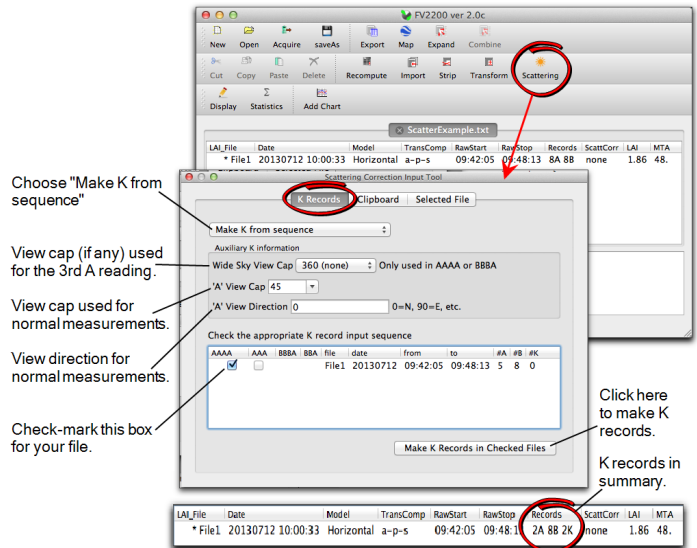 FV2200 ver 2.0c
New Open Acquire saveAs Export Map Expand Combine
Cut Copy Paste Delete Recompute Import Strip Transform Scattering
Display Statistics Add Chart
ScatterExample.txt
LAI_File Date Model TransComp RawStart RawStop Records ScattCorr LAI MTA
* File1 20130712 10:00:33 Horizontal a-p-s 09:42:05 09:48:13 8A 8B none 1.86 48.
Scattering Correction Input Tool
K Records Clipboard Selected File
Choose "Make K from
sequence"
Make K from sequence
Auxiliary K information
View cap (if any) used
for the 3rd A reading.
Wide Sky View Cap 360 (none) Only used in AAAA or BBBA
'A' View Cap 45
View cap used for
normal measurements.
'A' View Direction 0 0=N, 90=E, etc.
View direction for
normal measurements.
Check the appropriate K record input sequence
AAAA AAA BBBA BBA file date from to #A #B #K
File1 20130712 09:42:05 09:48:13 5 8 0
Check-mark this box
for your file.
Click here
to make K
records.
Make K Records in Checked Files
K records in
summary.
LAI_File Date Model TransComp RawStart RawStop Records ScattCorr LAI MTA
* File1 20130712 10:00:33 Horizontal a-p-s 09:42:05 09:48:1 2A 8B 2K none 1.86 48.